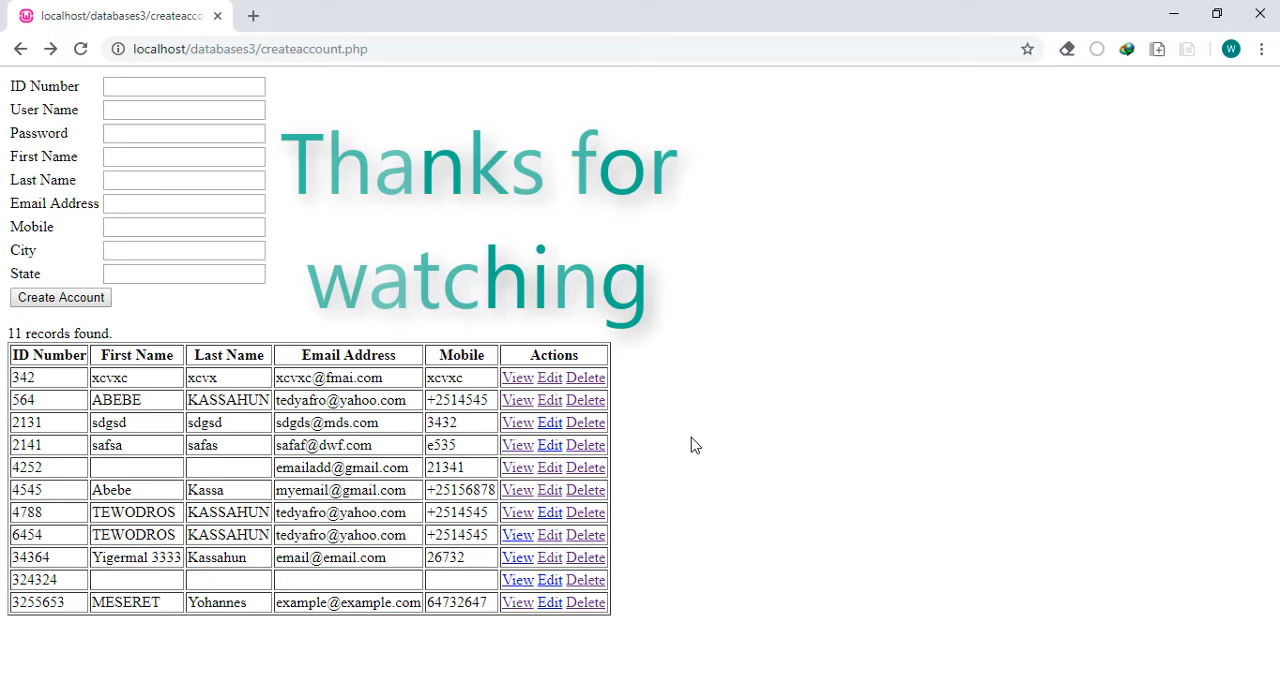 localhost/databases3/createacco
localhost/databases3/createaccount.php
W
ID Number
User Name
Password
First Name
Last Name
Email Address
Mobile
City
State
Create Account
Thanks for
watching
11 records found.
ID Number First Name Last Name Email Address Mobile Actions
342 xcvxc xcvx xcvxc@fmai.com xcvxc View Edit Delete
564 ABEBE KASSAHUN tedyafro@yahoo.com +2514545 View Edit Delete
2131 sdgsd sdgsd sdgds@mds.com 3432 View Edit Delete
2141 safsa safas safaf@dwf.com e535 View Edit Delete
4252 emailadd@gmail.com 21341 View Edit Delete
4545 Abebe Kassa myemail@gmail.com +25156878 View Edit Delete
4788 TEWODROS KASSAHUN tedyafro@yahoo.com +2514545 View Edit Delete
6454 TEWODROS KASSAHUN tedyafro@yahoo.com +2514545 View Edit Delete
34364 Yigermal 3333 Kassahun email@email.com 26732 View Edit Delete
324324 View Edit Delete
3255653 MESERET Yohannes example@example.com 64732647 View Edit Delete